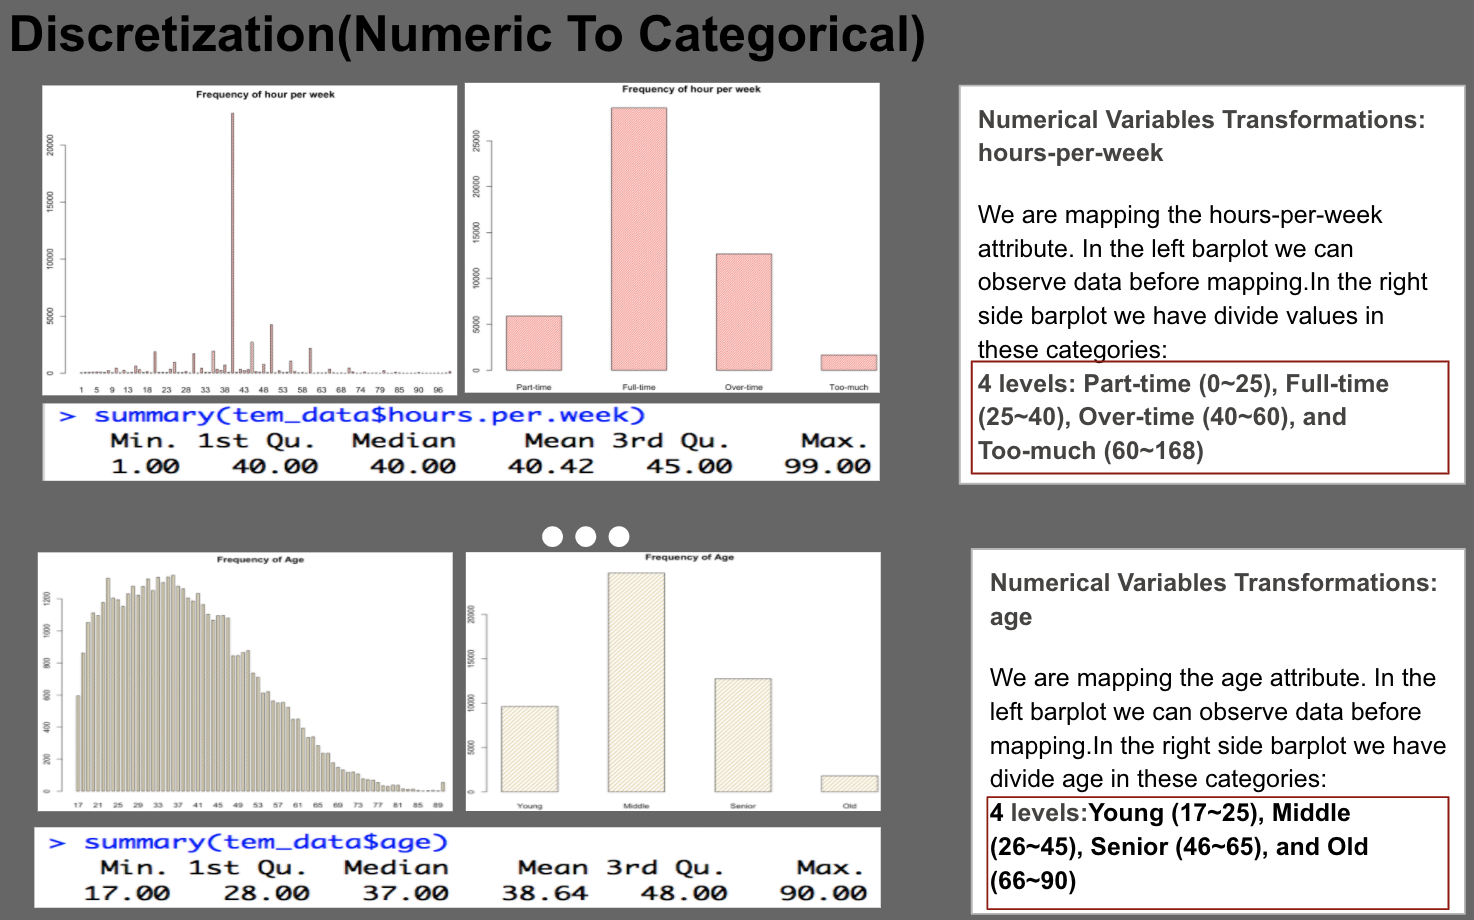 Discretization(Numeric To Categorical)
Frequency of hour per week
20000
15000
10000
5000
0
1 5 9 13 18 23 28 33 38 43 48 53 58 63 68 74 79 85 90 96
Frequency of hour per week
25000
20000
15000
10000
5000
0
Part-time Full-time Over-time Too-much
> summary(tem_data$hours.per.week)
Min. 1st Qu. Median Mean 3rd Qu. Max.
1.00 40.00 40.00 40.42 45.00 99.00
Numerical Variables Transformations:
hours-per-week
We are mapping the hours-per-week
attribute. In the left barplot we can
observe data before mapping.In the right
side barplot we have divide values in
these categories:
4 levels: Part-time (0~25), Full-time
(25~40), Over-time (40~60), and
Too-much (60~168)
Frequency of Age
1200
1000
800
600
400
200
0
17 21 25 29 33 37 41 45 49 53 57 61 65 69 73 77 81 85 89
Frequency of Age
20000
15000
10000
5000
0
Young Middle Senior Old
> summary(tem_data$age)
Min. 1st Qu. Median Mean 3rd Qu. Max.
17.00 28.00 37.00 38.64 48.00 90.00
Numerical Variables Transformations:
age
We are mapping the age attribute. In the
left barplot we can observe data before
mapping.In the right side barplot we have
divide age in these categories:
4 levels:Young (17~25), Middle
(26~45), Senior (46~65), and Old
(66~90)